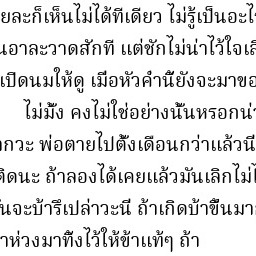 ยละก็เห็นไม่ได้ทีเดียว ไม่รู้เป็นอะไร
นอาละวาดสักที แต่ชักไม่น่าไว้ใจเสี
เปิดนมให้ดู เมือหัวค่ำนี้ยังจะมาขอ
ไม่มั้ง คงไม่ใช่อย่างนั้นหรอกน่า
ากวะ พ่อตายไปตั้งเดือนกว่าแล้วนี
ติดนะ ถ้าลองได้เคยแล้วมันเลิกไม่ไ
ันจะบ้ารึเปล่าวะนี ถ้าเกิดบ้าขึ้นมา
าห่วงมาทิ้งไว้ให้ข้าแท้ๆ ถ้า